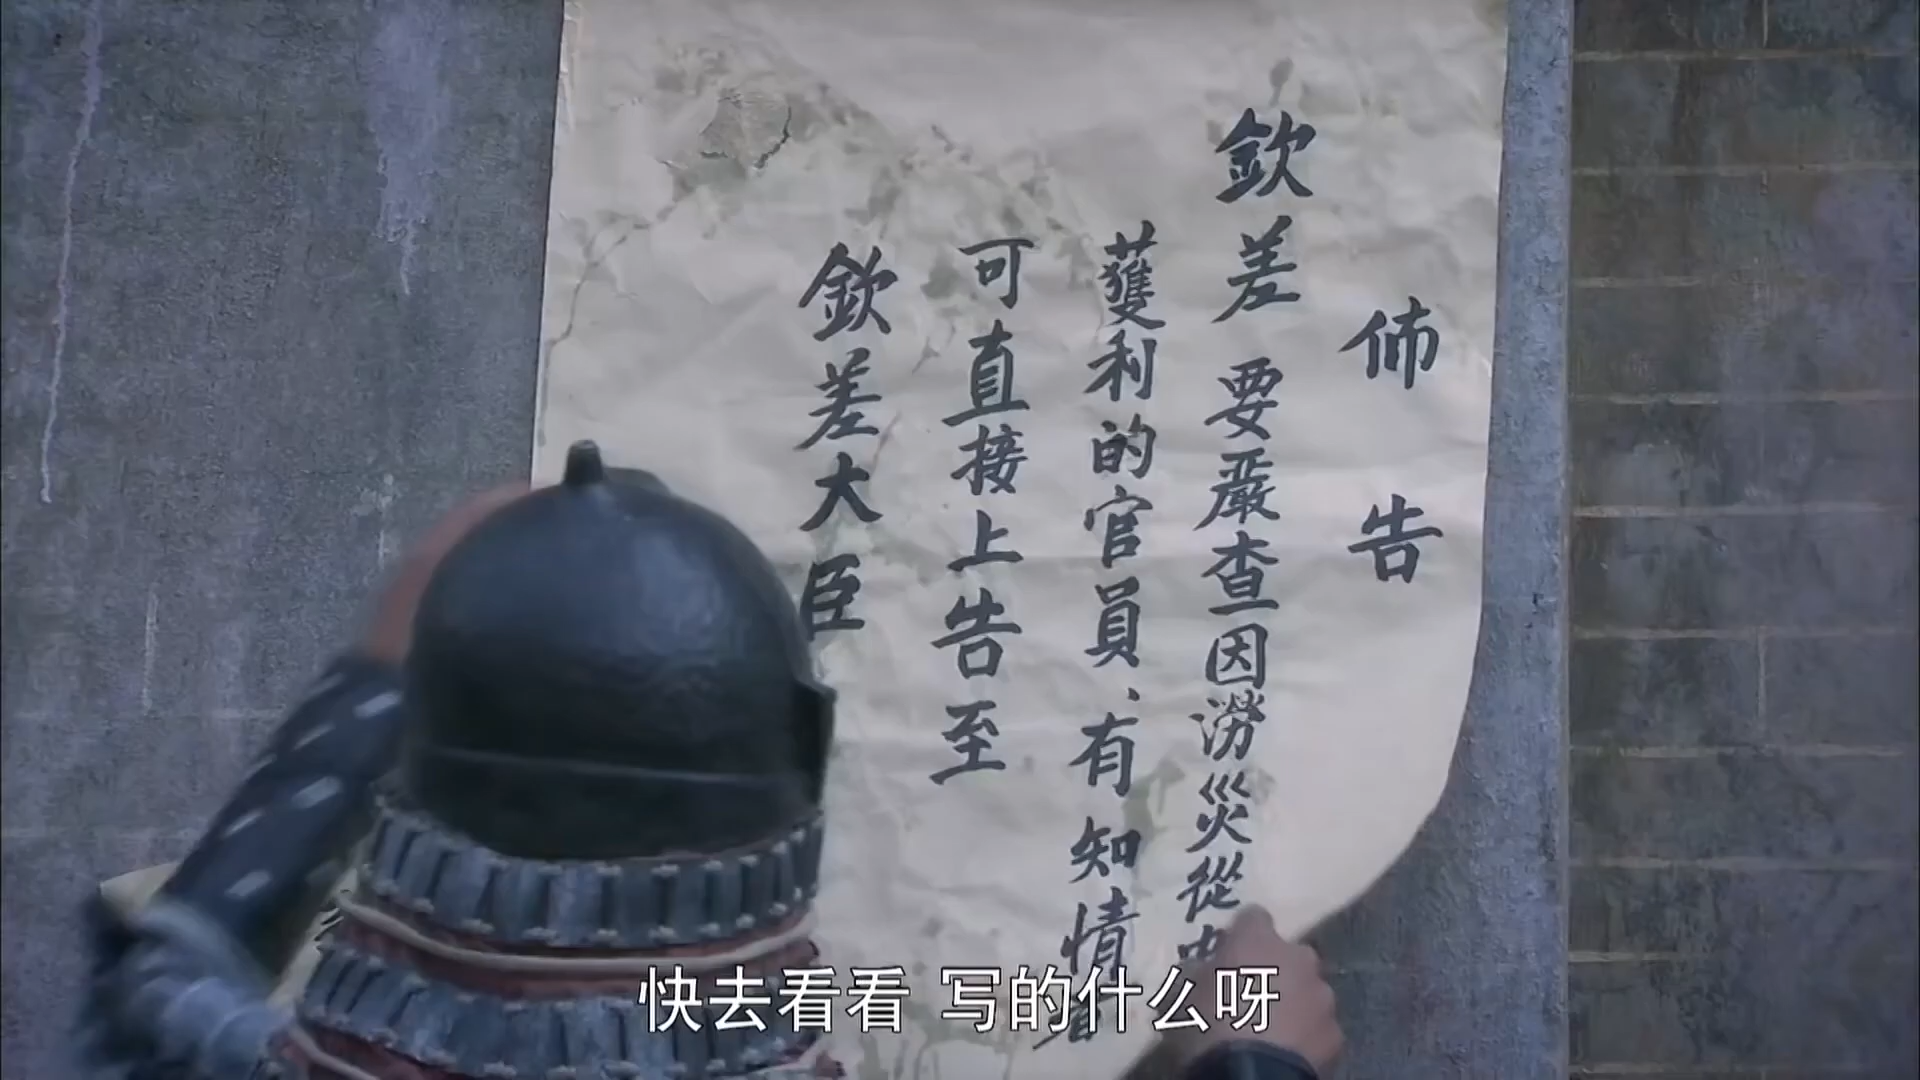 佈告
欽差要嚴查因澇災從中
獲利的官員、有知情者
可直接上告至
欽差大臣
快去看看 写的什么呀